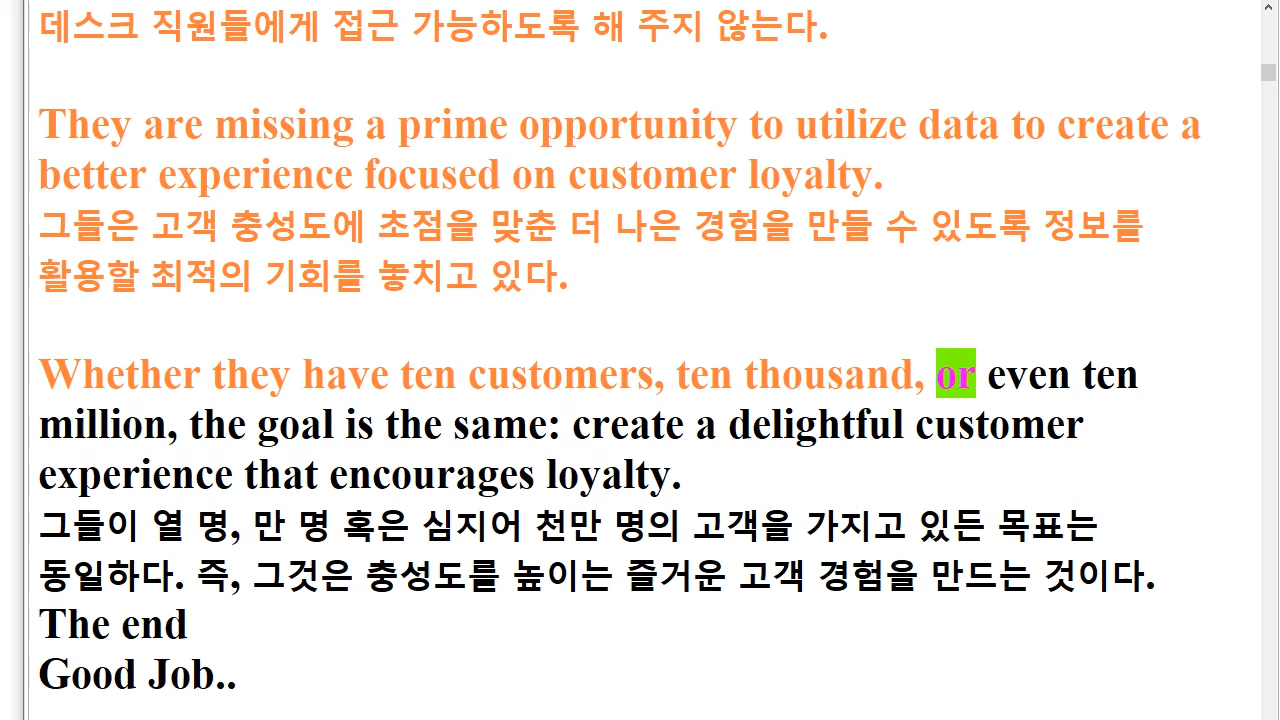 데스크 직원들에게 접근 가능하도록 해 주지 않는다.
They are missing a prime opportunity to utilize data to create a
better experience focused on customer loyalty.
그들은 고객 충성도에 초점을 맞춘 더 나은 경험을 만들 수 있도록 정보를
활용할 최적의 기회를 놓치고 있다.
Whether they have ten customers, ten thousand, or even ten
million, the goal is the same: create a delightful customer
experience that encourages loyalty.
그들이 열 명, 만 명 혹은 심지어 천만 명의 고객을 가지고 있든 목표는
동일하다. 즉, 그것은 충성도를 높이는 즐거운 고객 경험을 만드는 것이다.
The end
Good Job..